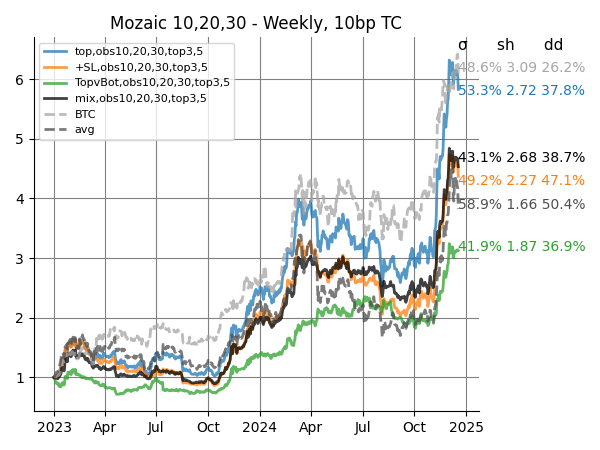 Mozaic 10,20,30 - Weekly, 10bp TC
σ sh dd
top,obs10,20,30,top3,5
+SL,obs10,20,30,top3,5
TopvBot,obs10,20,30,top3,5
mix,obs10,20,30,top3,5
BTC
avg
48.6% 3.09 26.2%
53.3% 2.72 37.8%
43.1% 2.68 38.7%
49.2% 2.27 47.1%
58.9% 1.66 50.4%
41.9% 1.87 36.9%
6
5
4
3
2
1
2023 Apr Jul Oct 2024 Apr Jul Oct 2025